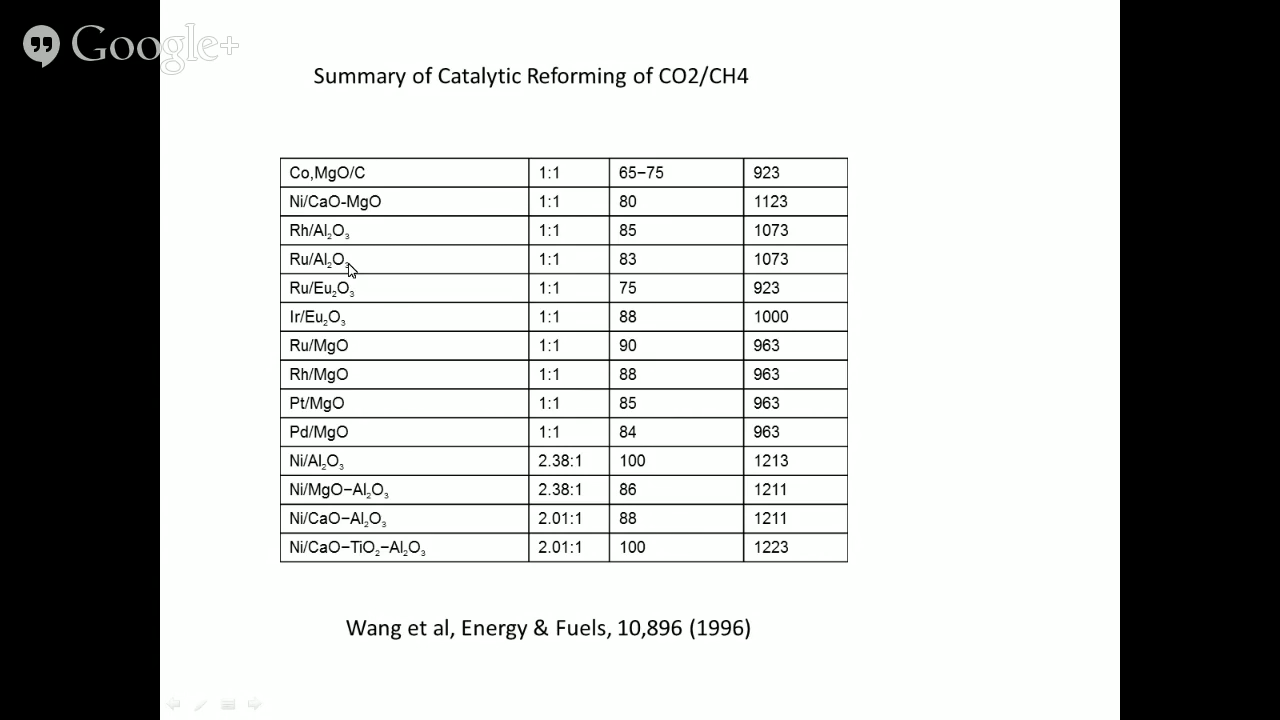 Google+
Summary of Catalytic Reforming of CO2/CH4
Co,MgO/C 1:1 65−75 923
Ni/CaO-MgO 1:1 80 1123
Rh/Al₂O₃ 1:1 85 1073
Ru/Al₂O₃ 1:1 83 1073
Ru/Eu₂O₃ 1:1 75 923
Ir/Eu₂O₃ 1:1 88 1000
Ru/MgO 1:1 90 963
Rh/MgO 1:1 88 963
Pt/MgO 1:1 85 963
Pd/MgO 1:1 84 963
Ni/Al₂O₃ 2.38:1 100 1213
Ni/MgO−Al₂O₃ 2.38:1 86 1211
Ni/CaO−Al₂O₃ 2.01:1 88 1211
Ni/CaO−TiO₂−Al₂O₃ 2.01:1 100 1223
Wang et al, Energy & Fuels, 10,896 (1996)